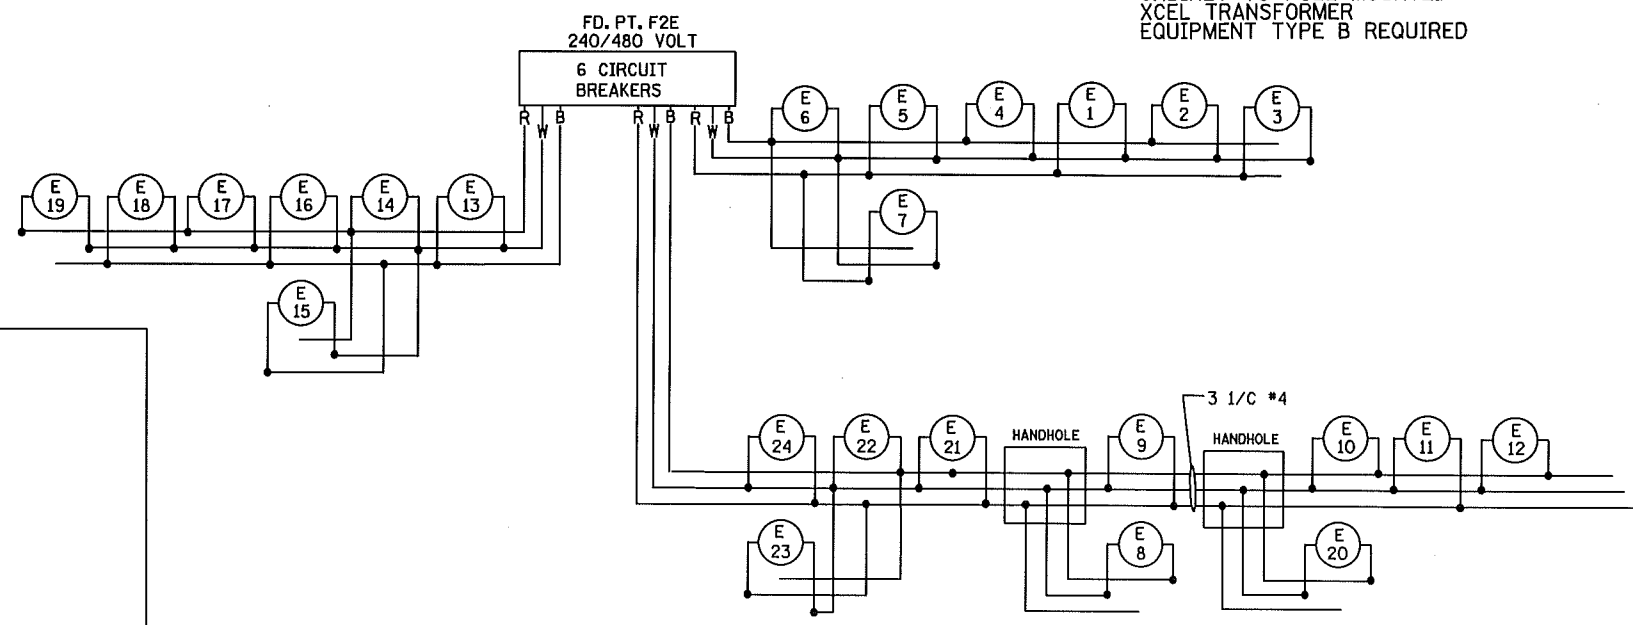 XCEL TRANSFORMER
EQUIPMENT TYPE B REQUIRED
FD. PT. F2E
240/480 VOLT
6 CIRCUIT
BREAKERS
R W B
R W B R W B
E 6
E 5
E 4
E 1
E 2
E 3
E 7
E 19
E 18
E 17
E 16
E 14
E 13
E 15
3 1/C #4
E 24
E 22
E 21
HANDHOLE
E 9
HANDHOLE
E 10
E 11
E 12
E 23
E 8
E 20